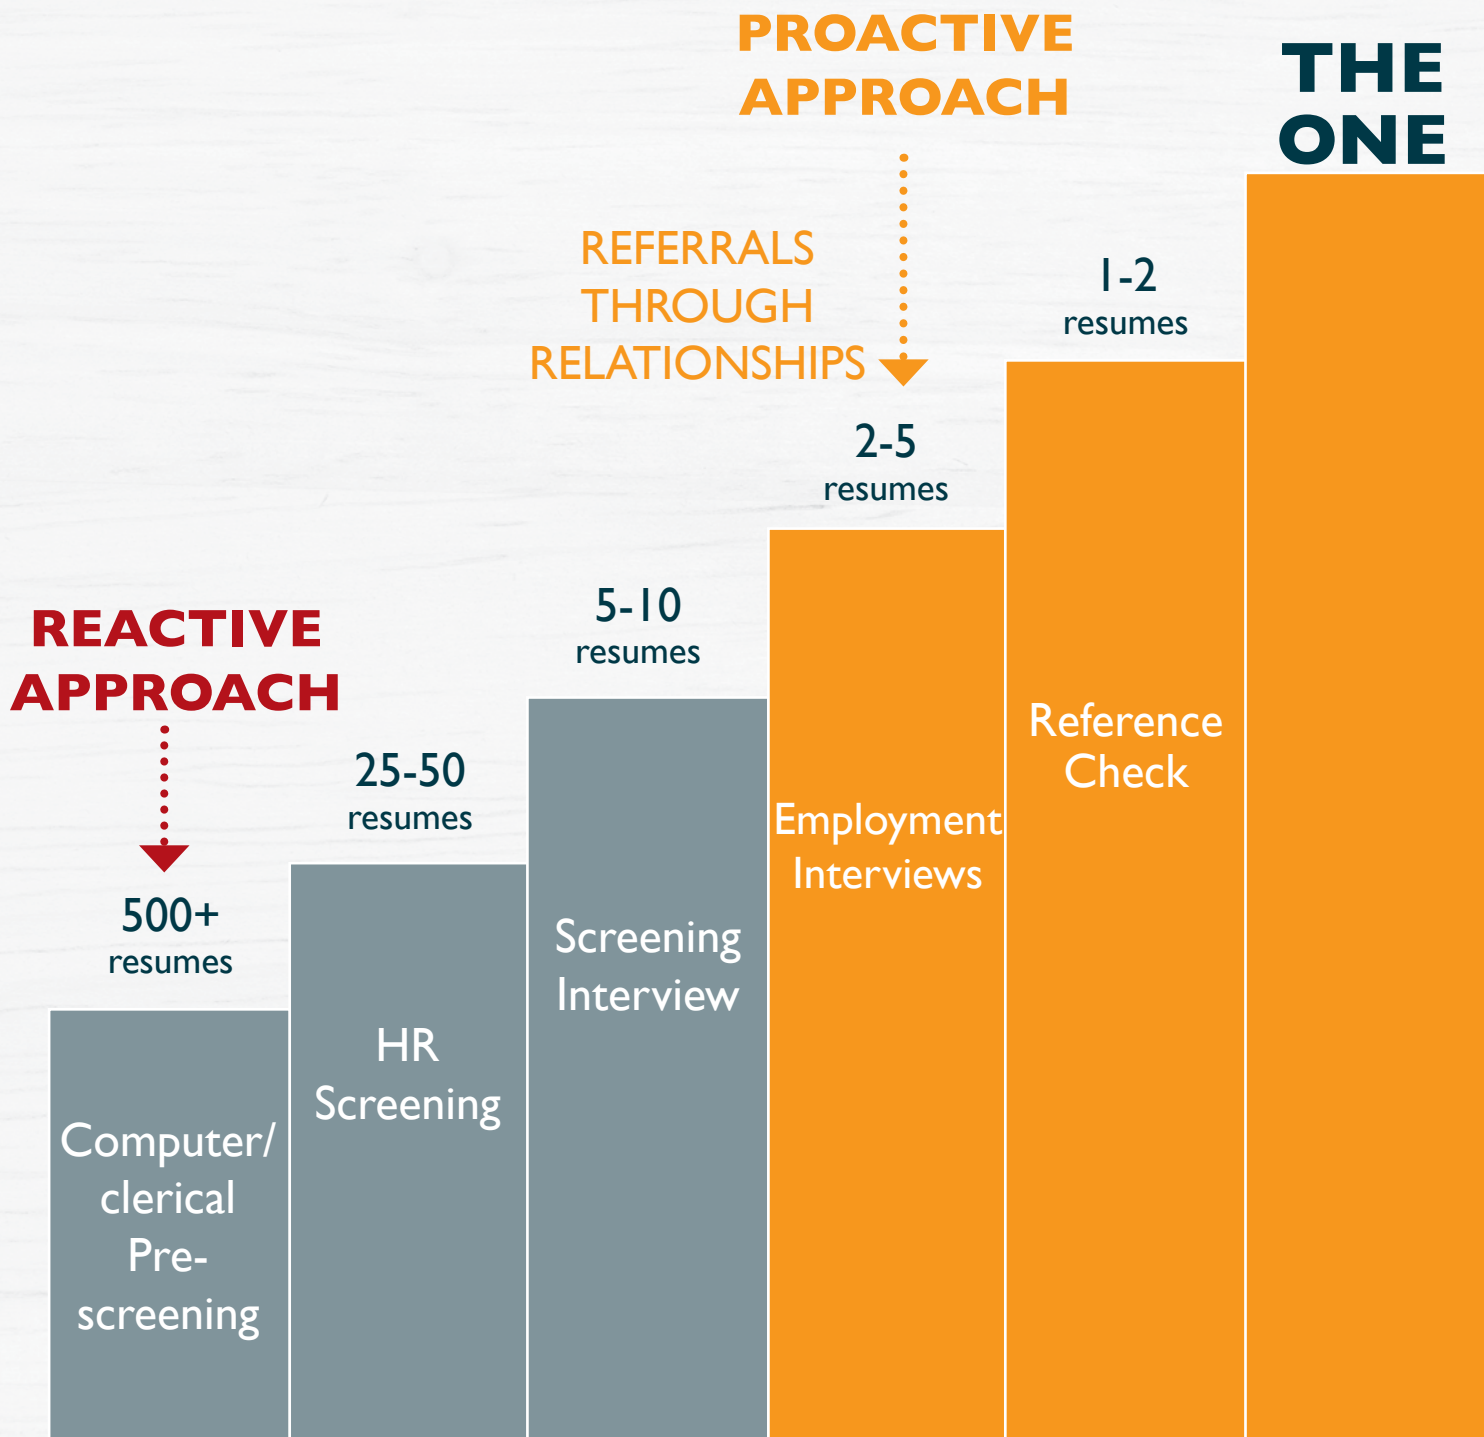 PROACTIVE
APPROACH
THE
ONE
REFERRALS
THROUGH
RELATIONSHIPS
1-2
resumes
2-5
resumes
5-10
resumes
REACTIVE
APPROACH
25-50
resumes
500+
resumes
Computer/
clerical
Pre-
screening
HR
Screening
Screening
Interview
Employment
Interviews
Reference
Check